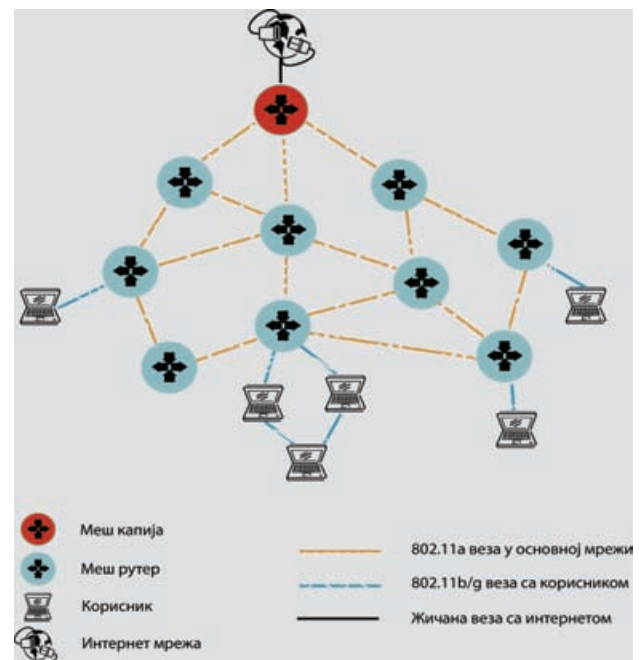 Меш капија
Меш рутер
Корисник
Интернет мрежа
802.11a веза у основној мрежи
802.11b/g веза са корисником
Жичана веза са интернетом